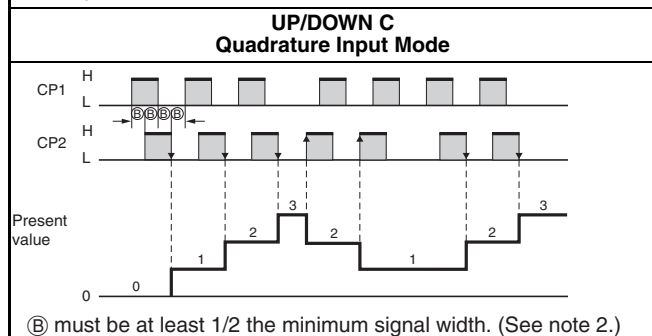 UP/DOWN C
Quadrature Input Mode
CP1
H
L
Ⓑ Ⓑ Ⓑ Ⓑ
CP2
H
L
Present
value
0
0
1
2
3
2
1
2
3
Ⓑ must be at least 1/2 the minimum signal width. (See note 2.)